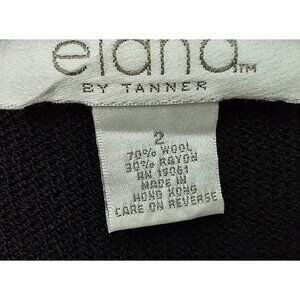 elana™
BY TANNER
2
70% WOOL
30% RAYON
RN 19061
MADE IN
HONG KONG
CARE ON REVERSE